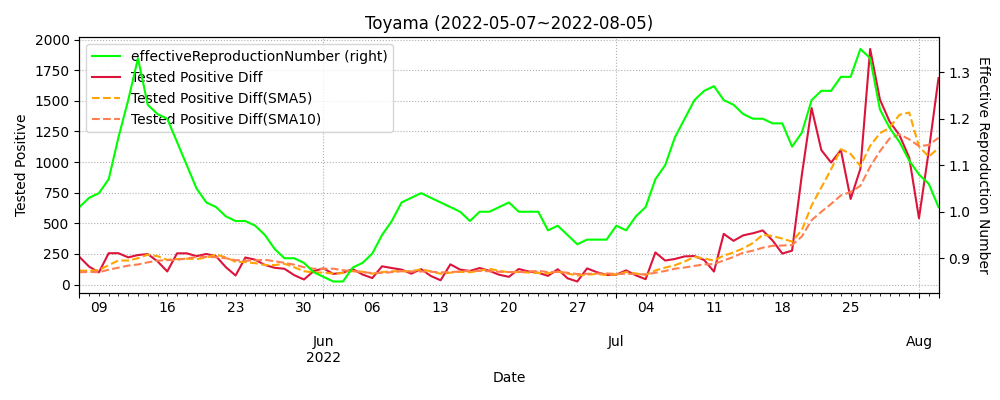 Toyama (2022-05-07~2022-08-05)
effectiveReproductionNumber (right)
Tested Positive Diff
Tested Positive Diff(SMA5)
Tested Positive Diff(SMA10)
Tested Positive
2000
1750
1500
1250
1000
750
500
250
0
Effective Reproduction Number
1.3
1.2
1.1
1.0
0.9
09 16 23 30 06 13 20 27 04 11 18 25
Jun Jul Aug
2022
Date